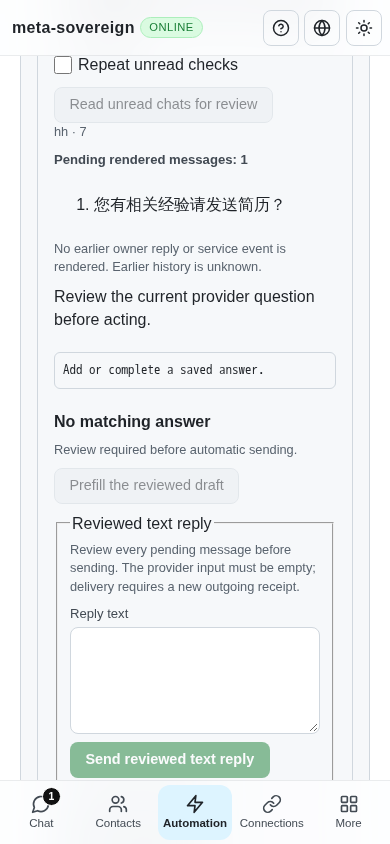 meta-sovereign ONLINE
Repeat unread checks
Read unread chats for review
hh · 7
Pending rendered messages: 1
1. 您有相关经验请发送简历？
No earlier owner reply or service event is
rendered. Earlier history is unknown.
Review the current provider question
before acting.
Add or complete a saved answer.
No matching answer
Review required before automatic sending.
Prefill the reviewed draft
Reviewed text reply
Review every pending message before
sending. The provider input must be empty;
delivery requires a new outgoing receipt.
Reply text
Send reviewed text reply
1
Chat Contacts Automation Connections More